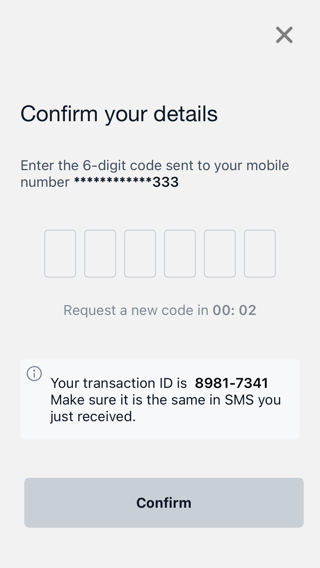 Confirm your details
Enter the 6-digit code sent to your mobile
number ************333
Request a new code in 00: 02
Your transaction ID is 8981-7341
Make sure it is the same in SMS you
just received.
Confirm